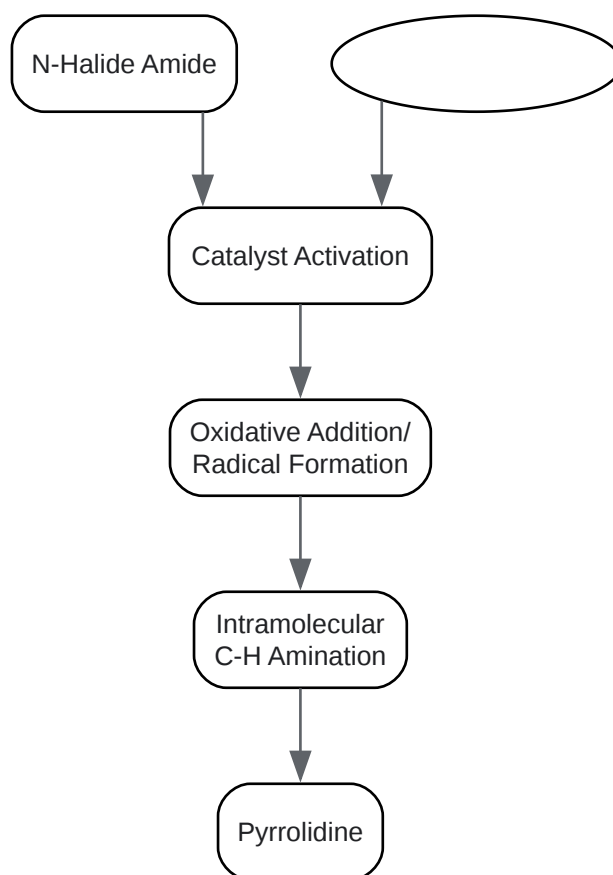 N-Halide Amide
Catalyst Activation
Oxidative Addition/
Radical Formation
Intramolecular
C-H Amination
Pyrrolidine